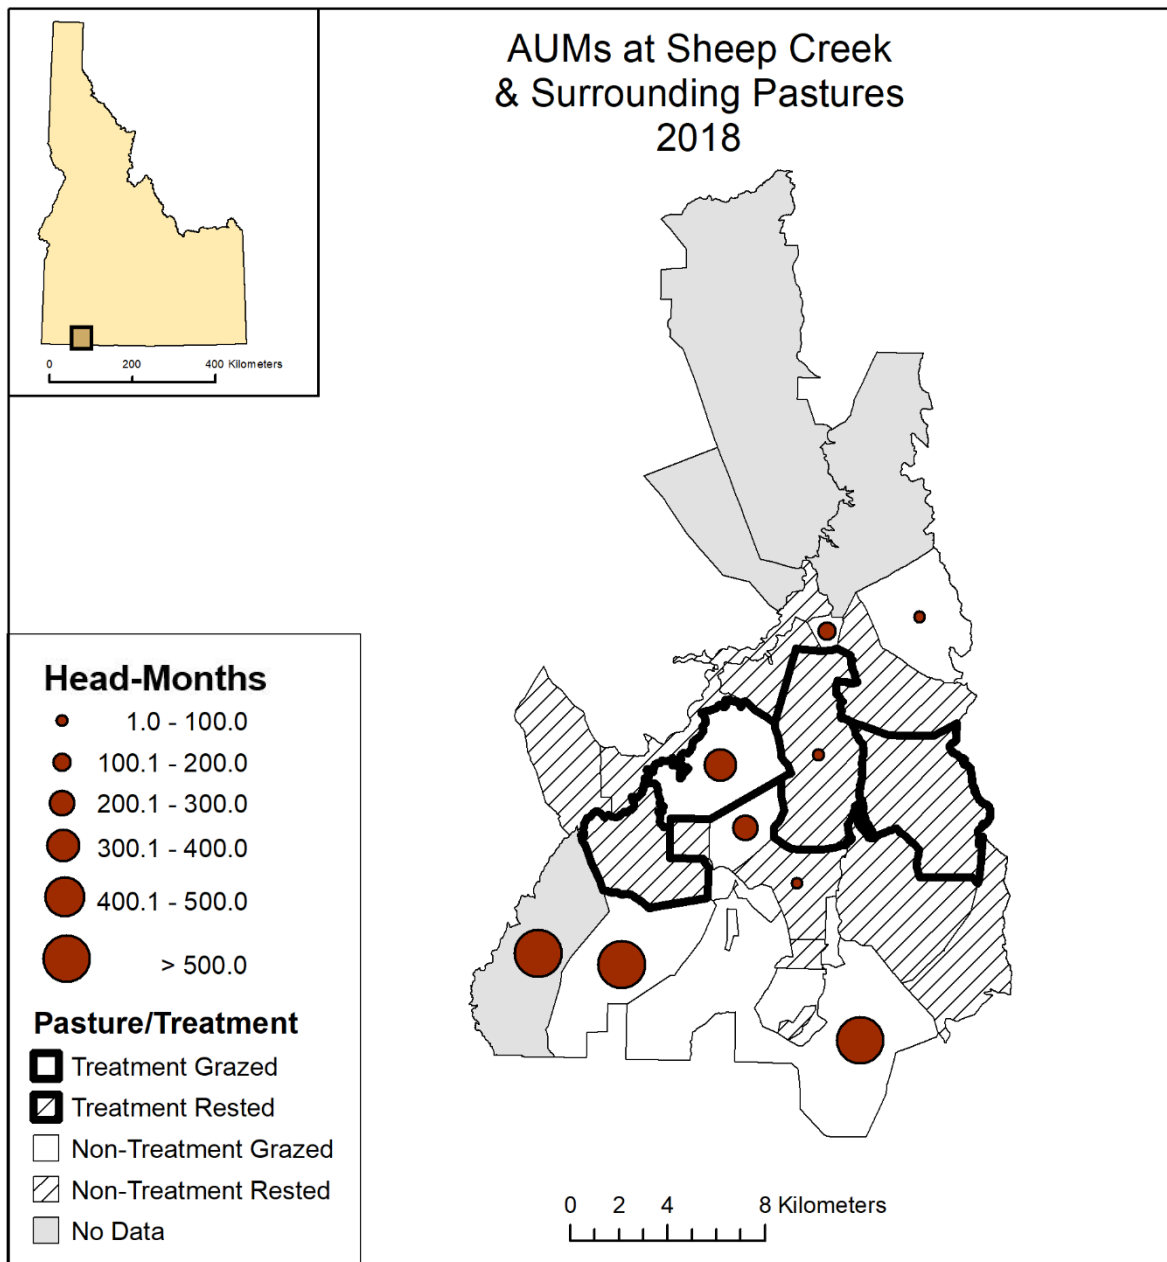 AUMs at Sheep Creek
& Surrounding Pastures
2018
0 200 400 Kilometers
Head-Months
1.0 - 100.0
100.1 - 200.0
200.1 - 300.0
300.1 - 400.0
400.1 - 500.0
> 500.0
Pasture/Treatment
Treatment Grazed
Treatment Rested
Non-Treatment Grazed
Non-Treatment Rested
No Data
0 2 4 8 Kilometers